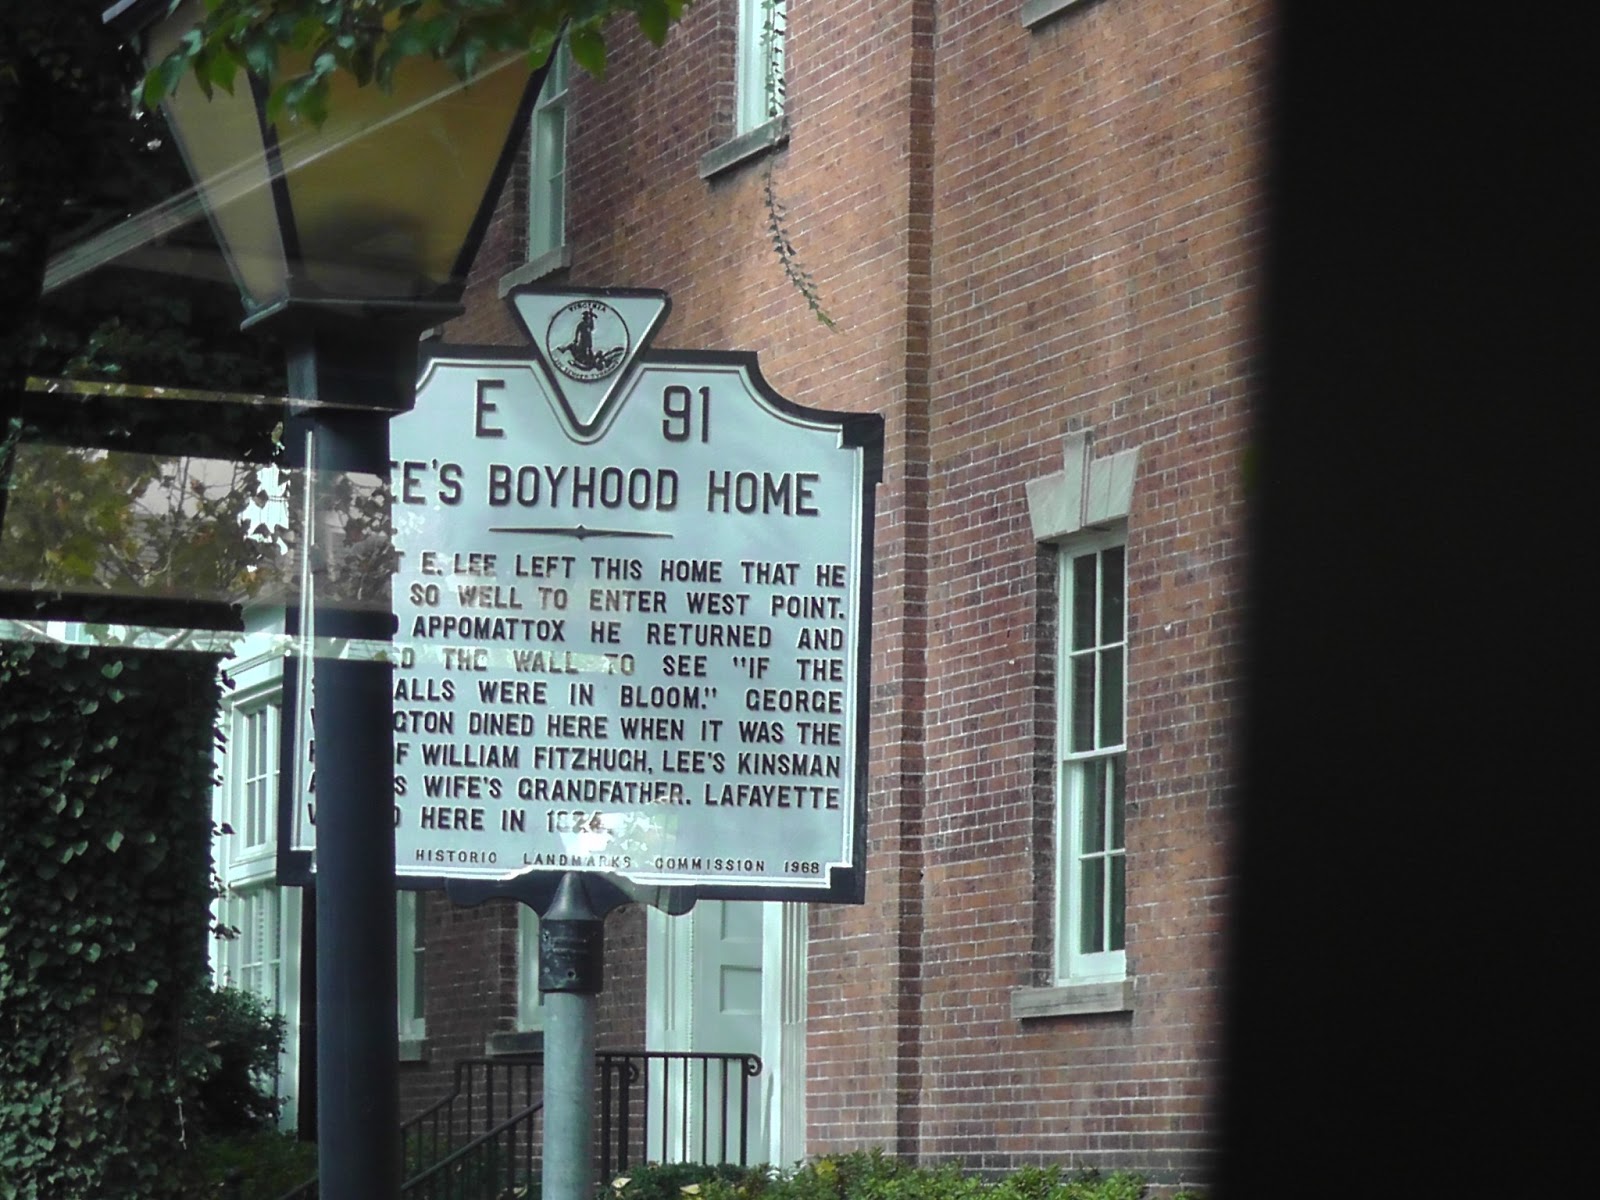 VIRGINIA
E 91
EE'S BOYHOOD HOME
T E. LEE LEFT THIS HOME THAT HE
SO WELL TO ENTER WEST POINT.
APPOMATTOX HE RETURNED AND
THE WALL TO SEE "IF THE
ALLS WERE IN BLOOM." GEORGE
GTON DINED HERE WHEN IT WAS THE
F WILLIAM FITZHUGH, LEE'S KINSMAN
S WIFE'S GRANDFATHER. LAFAYETTE
HERE IN 1824.
HISTORIC LANDMARKS COMMISSION 1968